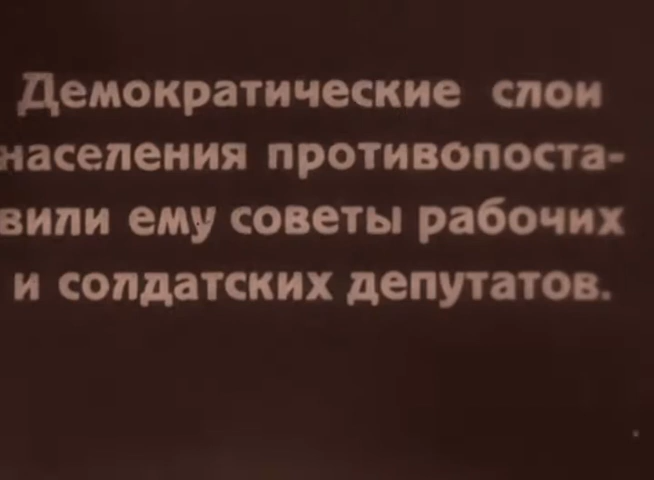 Демократические слои
населения противопоста-
вили ему советы рабочих
и солдатских депутатов.